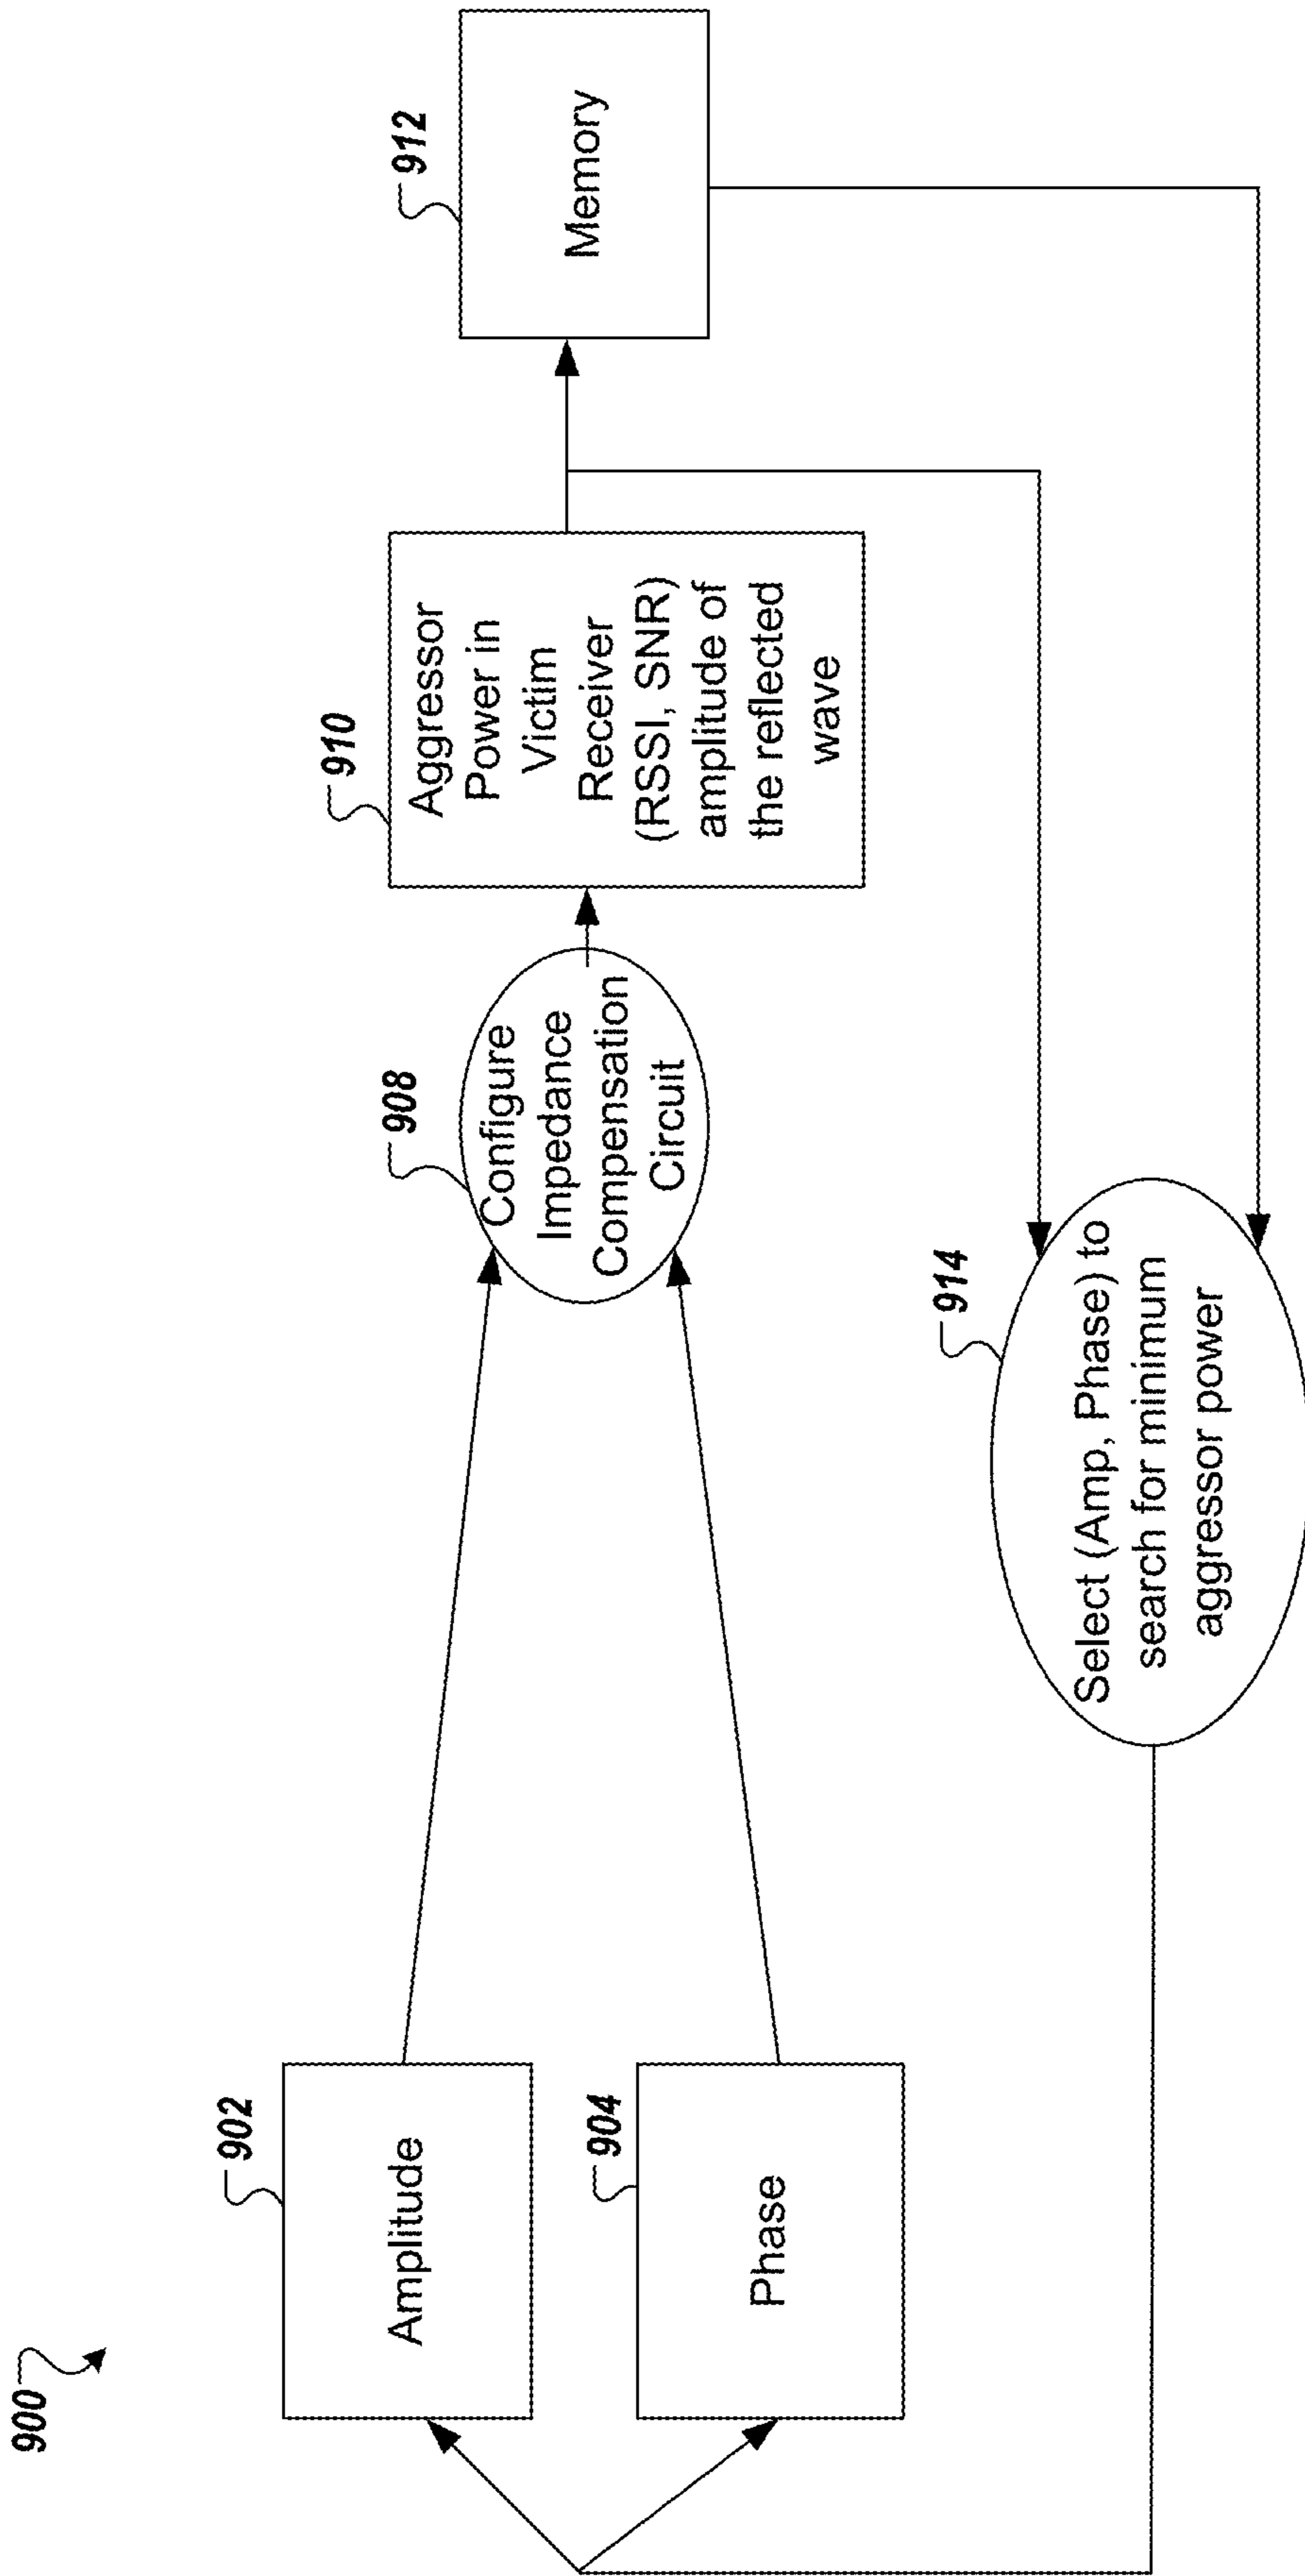 900
902
Amplitude
904
Phase
908
Configure
Impedance
Compensation
Circuit
910
Aggressor
Power in
Victim
Receiver
(RSSI, SNR)
amplitude of
the reflected
wave
912
Memory
914
Select (Amp, Phase) to
search for minimum
aggressor power